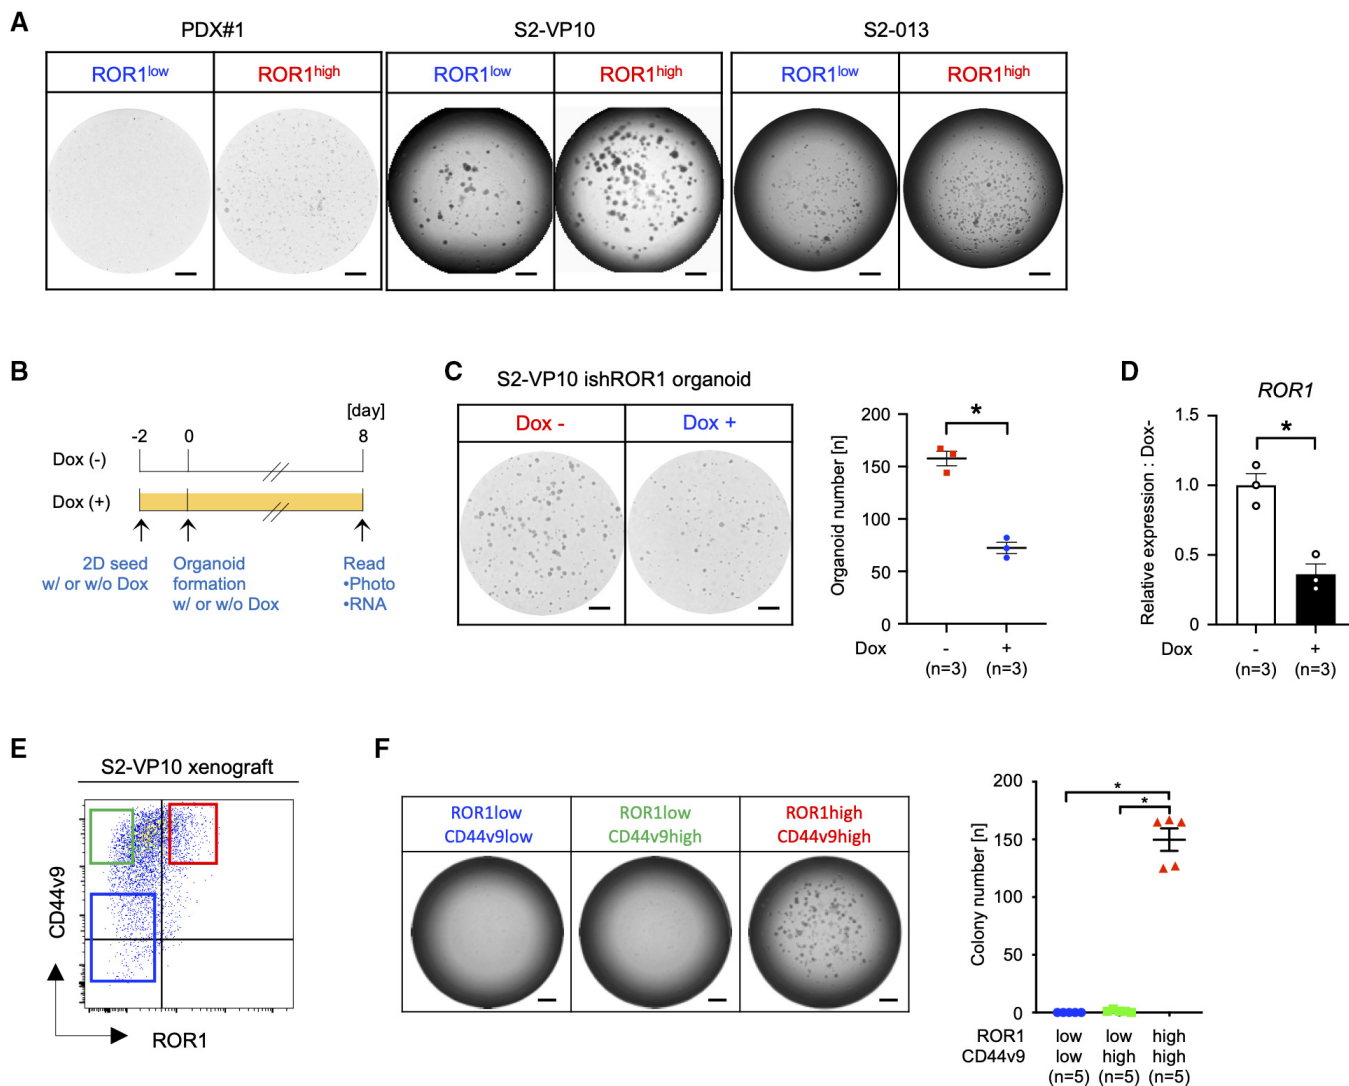 A
PDX#1
S2-VP10
S2-013
ROR1low
ROR1high
ROR1low
ROR1high
ROR1low
ROR1high
B
[day]
-2
0
8
Dox (-)
Dox (+)
2D seed
w/ or w/o Dox
Organoid
formation
w/ or w/o Dox
Read
•Photo
•RNA
C
S2-VP10 ishROR1 organoid
Dox -
Dox +
Organoid number [n]
200
150
100
50
0
*
Dox
-
+
(n=3)
(n=3)
D
ROR1
Relative expression : Dox-
1.5
1.0
0.5
0
*
Dox
-
+
(n=3)
(n=3)
E
S2-VP10 xenograft
CD44v9
ROR1
F
ROR1low
CD44v9low
ROR1low
CD44v9high
ROR1high
CD44v9high
Colony number [n]
200
150
100
50
0
*
*
ROR1 low low high
CD44v9 low high high
(n=5) (n=5) (n=5)